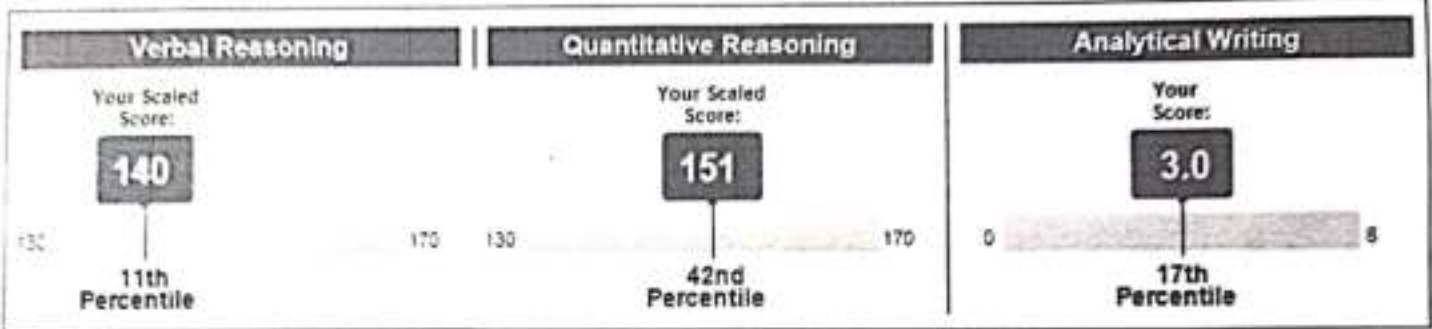 Verbal Reasoning
Your Scaled
Score:
140
130 170
11th
Percentile
Quantitative Reasoning
Your Scaled
Score:
151
130 170
42nd
Percentile
Analytical Writing
Your
Score:
3.0
0 6
17th
Percentile